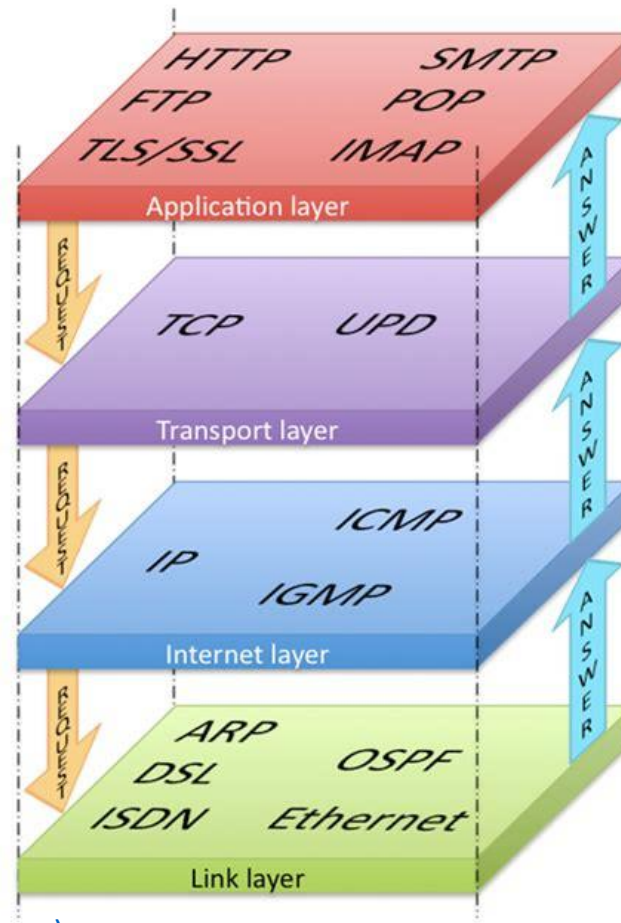 HTTP SMTP
FTP POP
TLS/SSL IMAP
Application layer
REQUEST
ANSWER
TCP UPD
Transport layer
REQUEST
ANSWER
ICMP
IP
IGMP
Internet layer
REQUEST
ANSWER
ARP
OSPF
DSL
ISDN Ethernet
Link layer